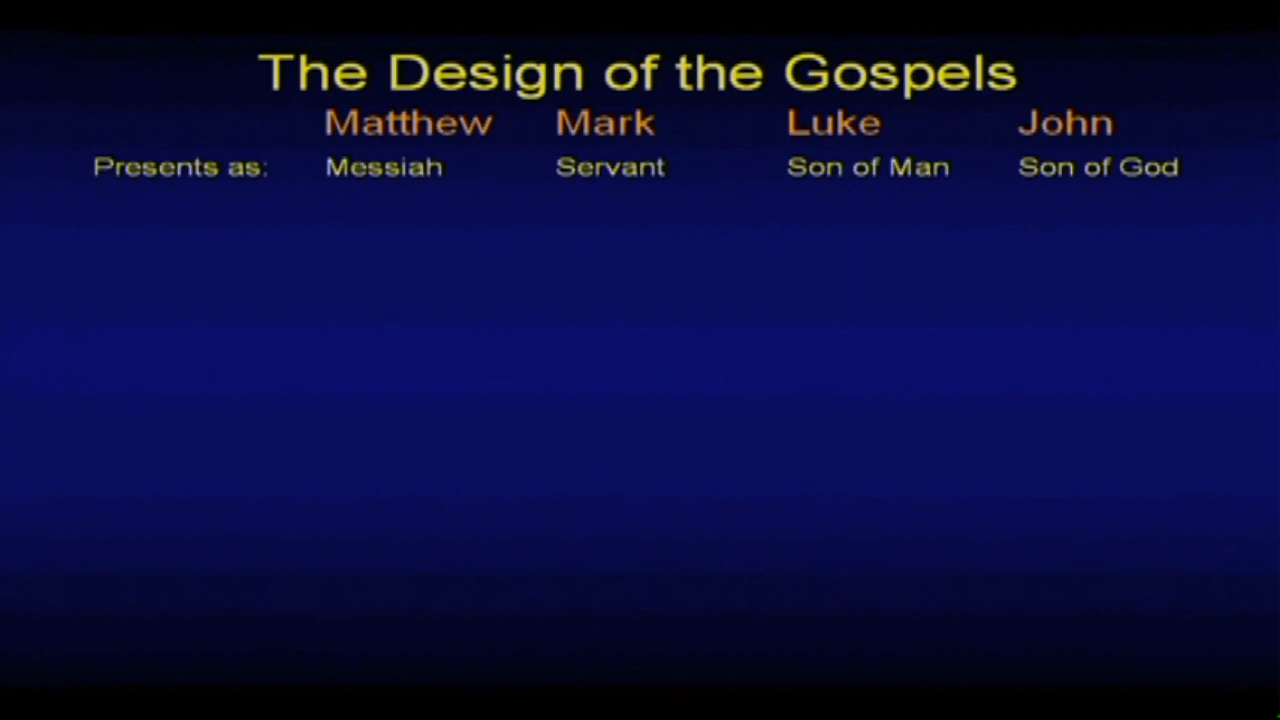 The Design of the Gospels
Matthew Mark Luke John
Presents as: Messiah Servant Son of Man Son of God